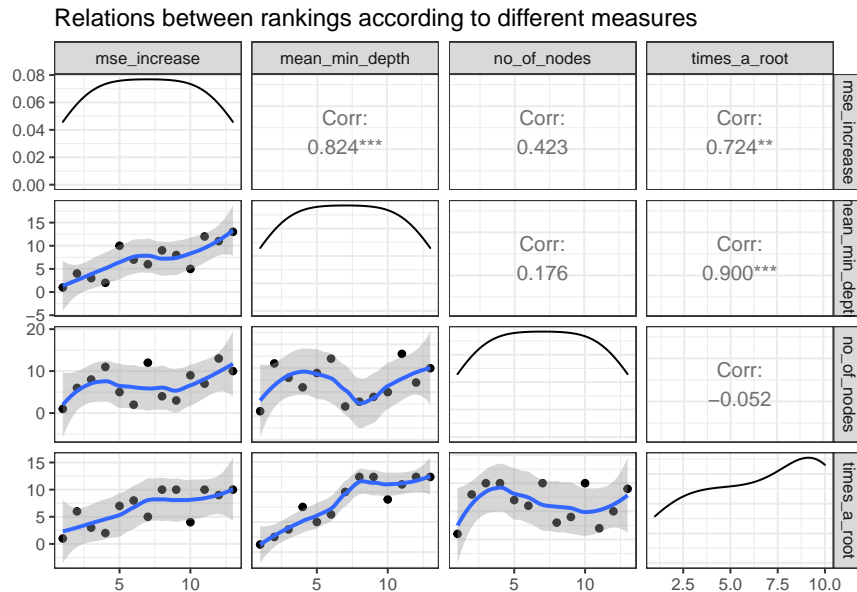 Relations between rankings according to different measures
mse_increase mean_min_depth no_of_nodes times_a_root
0.08
0.06
0.04
0.02
0.00
Corr:
0.824***
Corr:
0.423
Corr:
0.724**
mse_increase
15
10
5
0
−5
Corr:
0.176
Corr:
0.900***
mean_min_dept
20
10
0
Corr:
−0.052
no_of_nodes
15
10
5
0
times_a_root
5 10 5 10 5 10 2.5 5.0 7.5 10.0